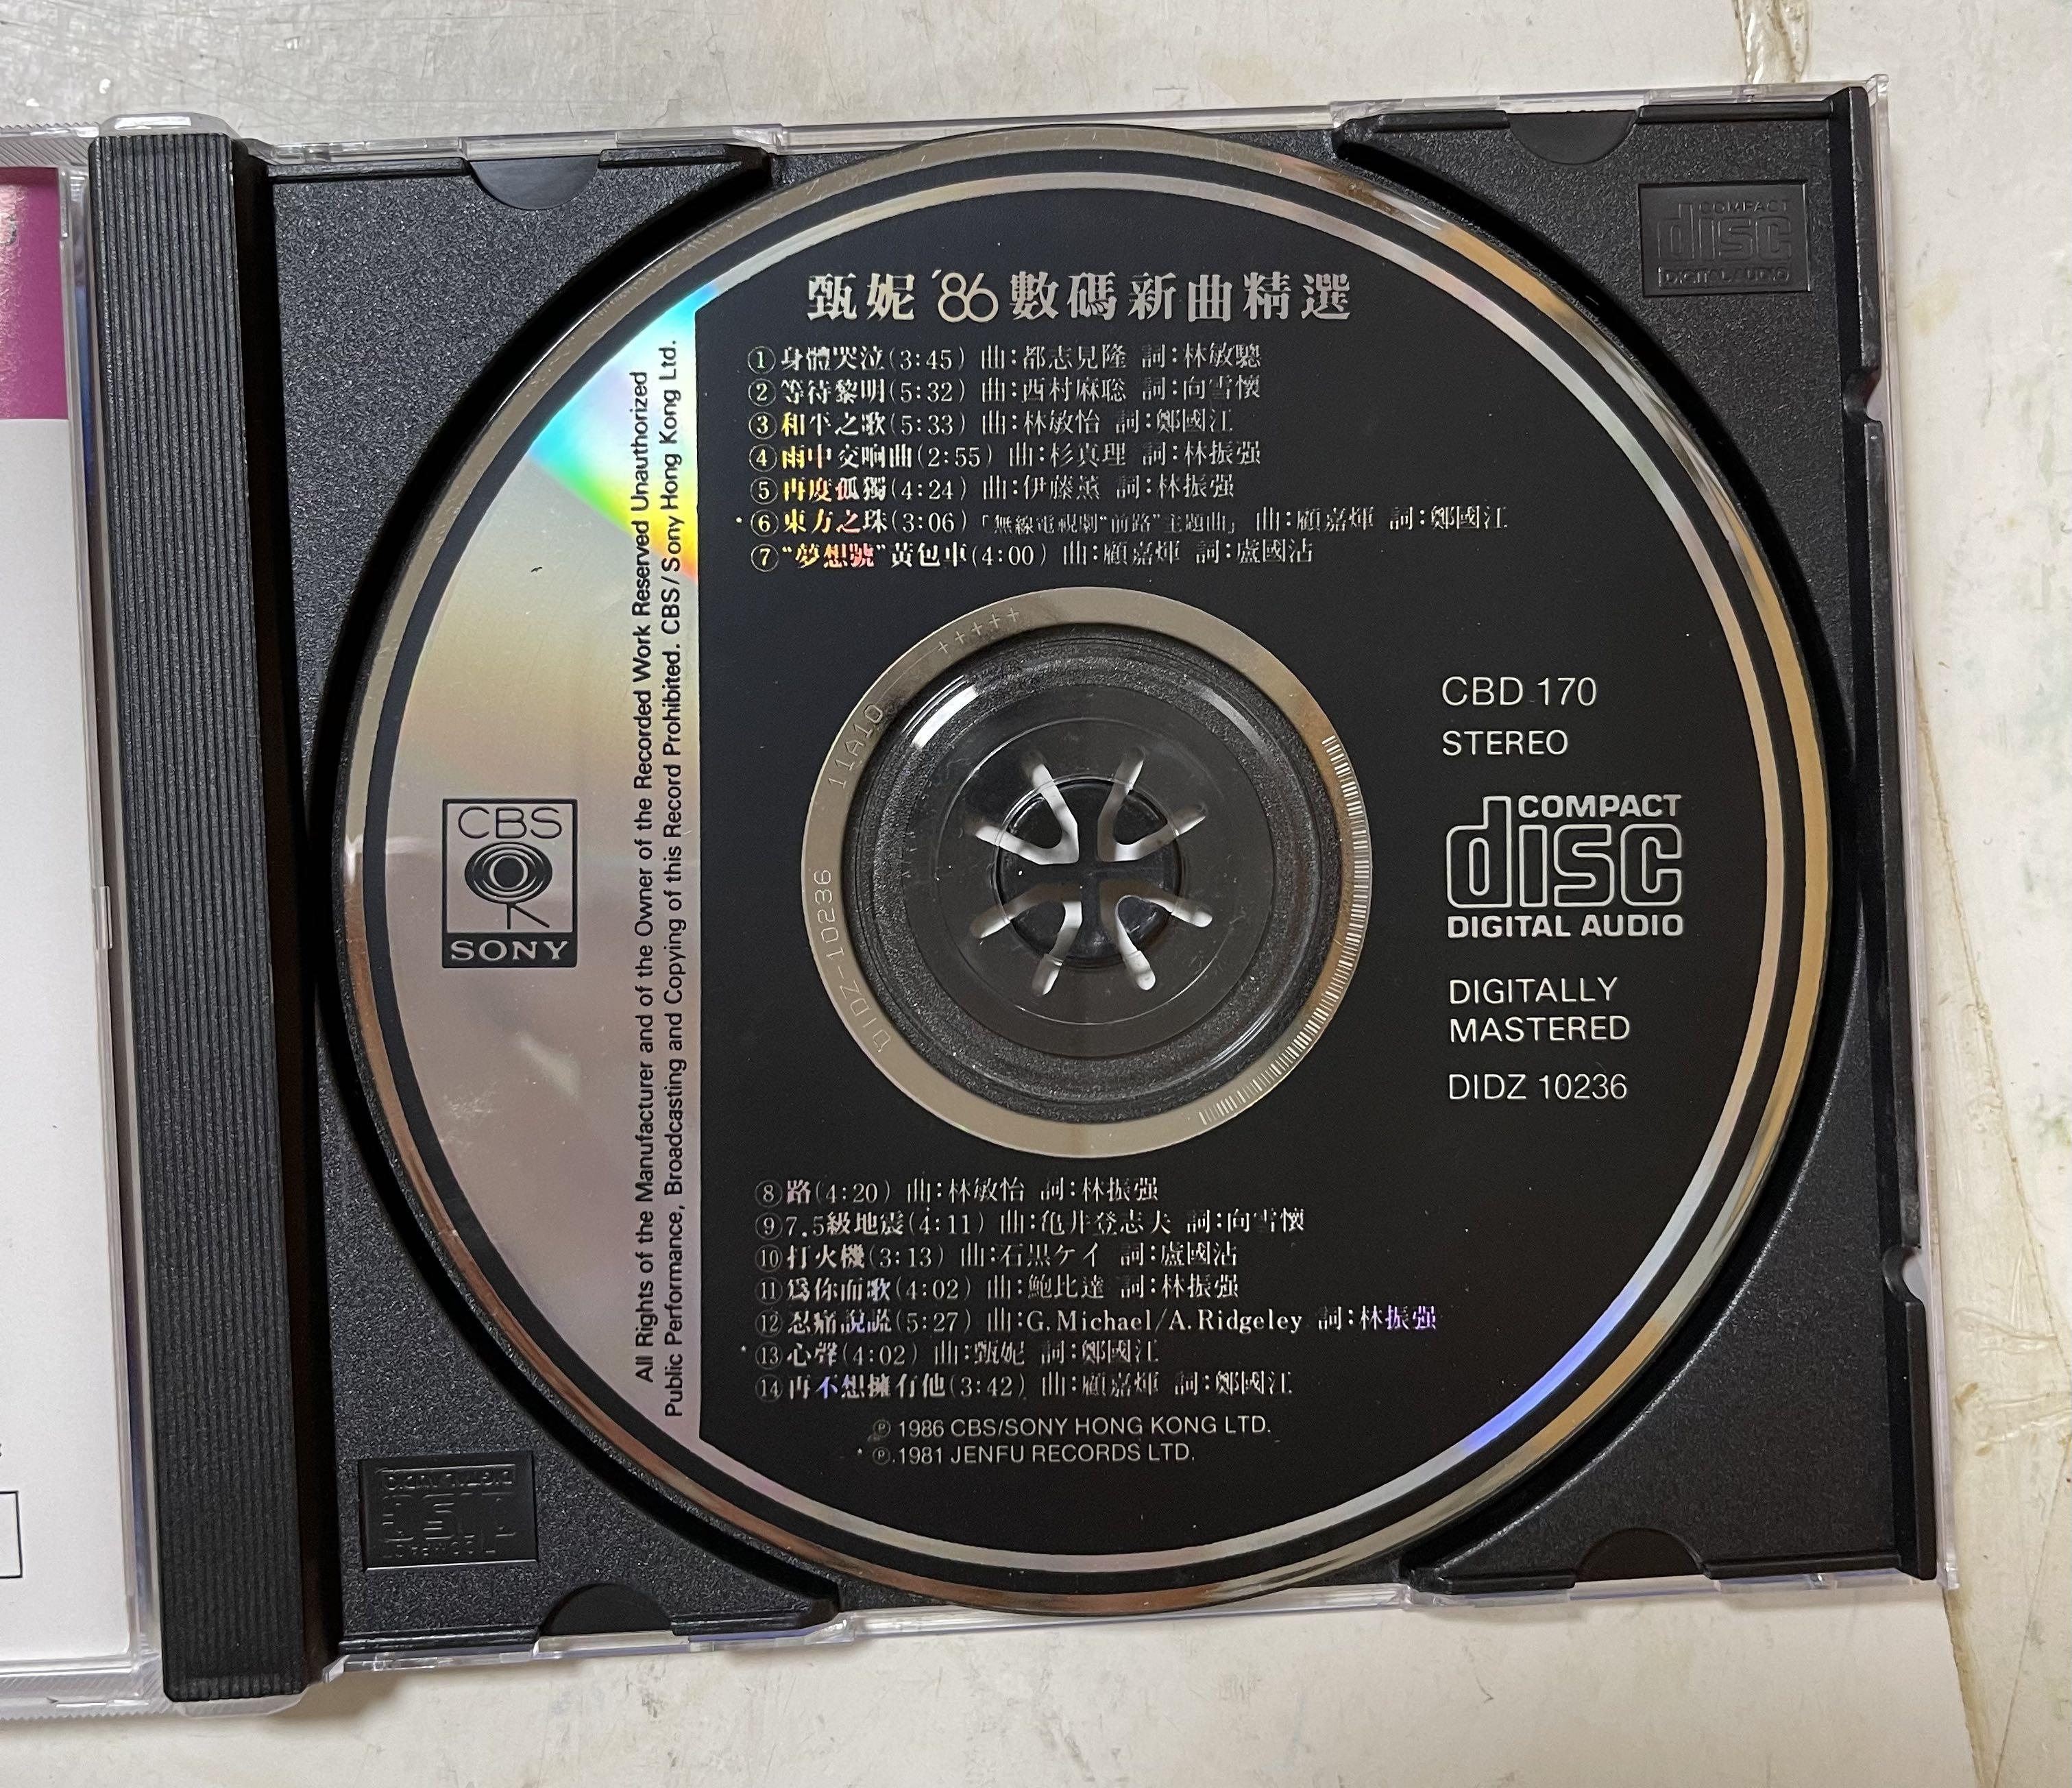 甄妮 '86 數碼新曲精選
①身體哭泣(3:45) 曲:都志見隆 詞:林敏驄
②等待黎明(5:32) 曲:西村麻聡 詞:向雪懷
③和平之歌(5:33) 曲:林敏怡 詞:鄭國江
④雨中交响曲(2:55) 曲:杉真理 詞:林振强
⑤再度孤獨(4:24) 曲:伊藤薫 詞:林振强
·⑥東方之珠(3:06)「無線電視劇"前路"主題曲」 曲:顧嘉煇 詞:鄭國江
⑦"夢想號"黃包車(4:00) 曲:顧嘉煇 詞:盧國沾
CBD 170
STEREO
COMPACT
disc
DIGITAL AUDIO
DIGITALLY
MASTERED
DIDZ 10236
⑧路(4:20) 曲:林敏怡 詞:林振强
⑨7.5級地震(4:11) 曲:亀井登志夫 詞:向雪懷
⑩打火機(3:13) 曲:石黒ケイ 詞:盧國沾
⑪爲你而歌(4:02) 曲:鮑比達 詞:林振强
⑫忍痛說謊(5:27) 曲:G.Michael/A.Ridgeley 詞:林振强
·⑬心聲(4:02) 曲:甄妮 詞:鄭國江
⑭再不想擁有他(3:42) 曲:顧嘉煇 詞:鄭國江
℗ 1986 CBS/SONY HONG KONG LTD.
· ℗ 1981 JENFU RECORDS LTD.
CBS
SONY
All Rights of the Manufacturer and of the Owner of the Recorded Work Reserved Unauthorized
Public Performance, Broadcasting and Copying of this Record Prohibited. CBS/Sony Hong Kong Ltd.
DIDZ-10236 11A10 +++++
COMPACT
disc
DIGITAL AUDIO
COMPACT
disc
DIGITAL AUDIO